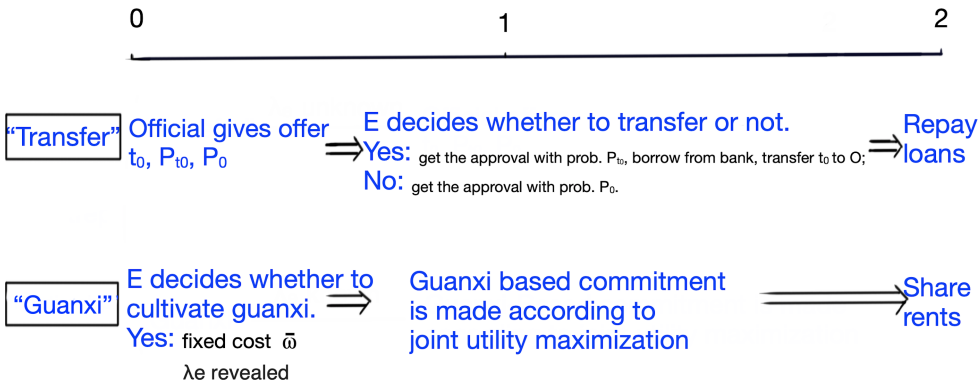 0 1 2
"Transfer"
Official gives offer
t₀, Pt₀, P₀
E decides whether to transfer or not.
Yes: get the approval with prob. Pt₀, borrow from bank, transfer t₀ to O;
No: get the approval with prob. P₀.
Repay
loans
"Guanxi"
E decides whether to
cultivate guanxi.
Yes: fixed cost ω̄
λe revealed
Guanxi based commitment
is made according to
joint utility maximization
Share
rents